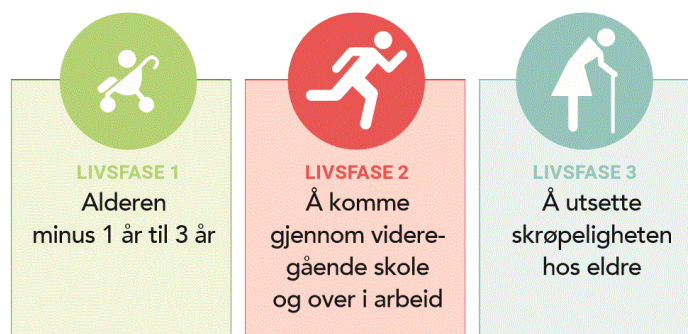 LIVSFASE 1
Alderen
minus 1 år til 3 år
LIVSFASE 2
Å komme
gjennom videre-
gående skole
og over i arbeid
LIVSFASE 3
Å utsette
skrøpeligheten
hos eldre